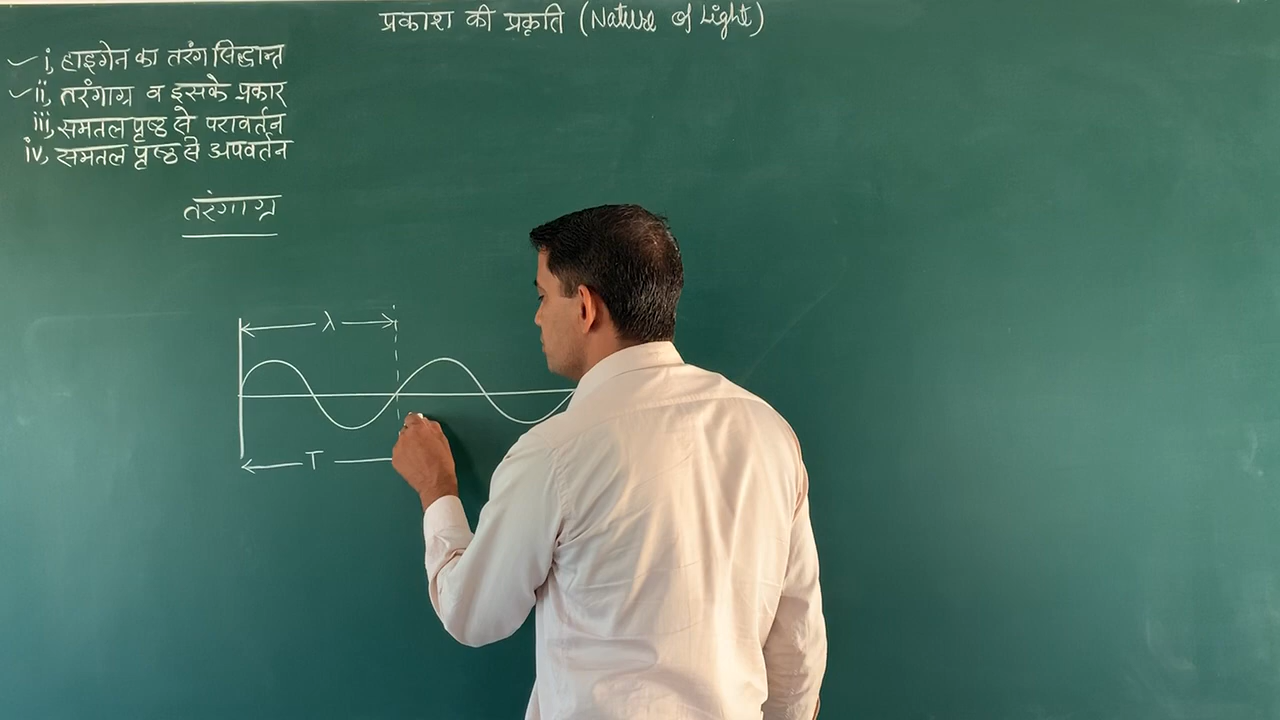 प्रकाश की प्रकृति (Nature of Light)
i, हाइगेन का तरंग सिद्धान्त
ii, तरंगाग्र व इसके प्रकार
iii, समतल पृष्ठ से परावर्तन
iv, समतल पृष्ठ से अपवर्तन
तरंगाग्र
λ
T